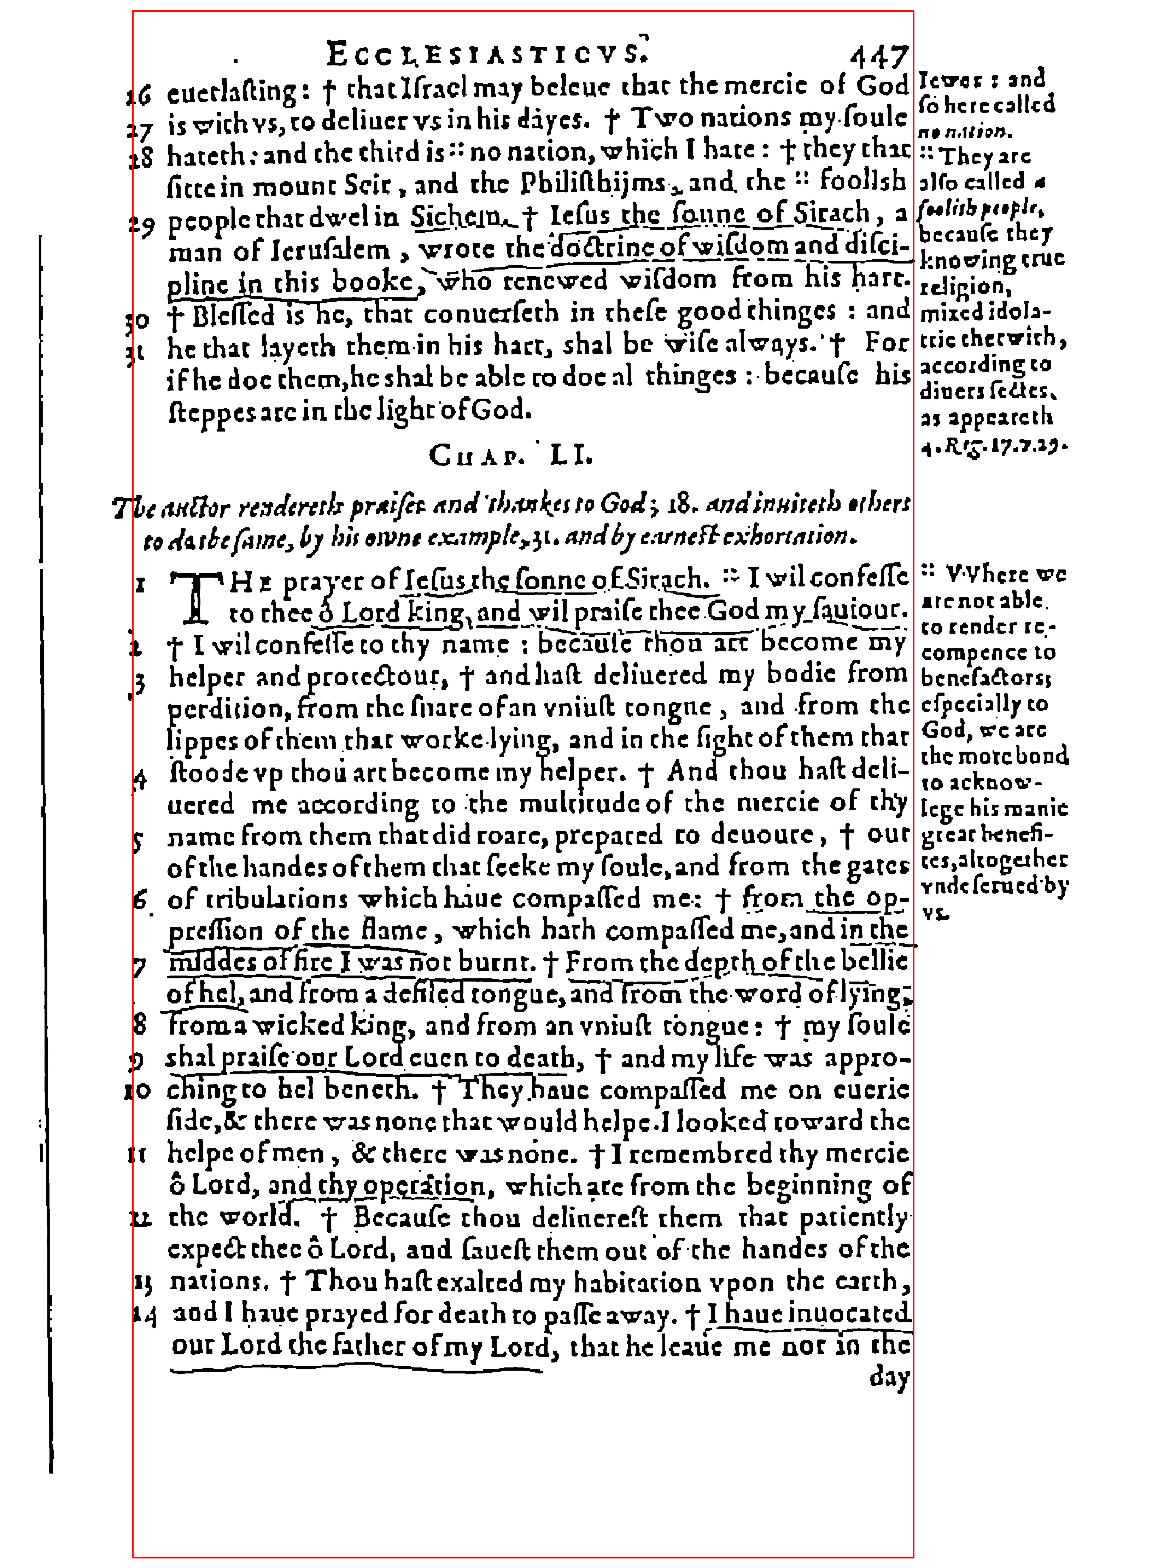 ECCLESIASTICVS. 447
26 euerlaſting: † that Iſrael may beleue that the mercie of God
27 is with vs, to deliuer vs in his dayes. † Two nations my ſoule
28 hateth: and the third is :: no nation, which I hate: † they that
ſitte in mount Seir, and the Philiſthijms, and the :: fooliſh
29 people that dwel in Sichem. † Ieſus the ſonne of Sirach, a
man of Ieruſalem, wrote the doctrine of wiſdom and diſci-
pline in this booke, who renewed wiſdom from his hart.
30 † Bleſſed is he, that conuerſeth in theſe good thinges: and
31 he that layeth them in his hart, shal be wiſe always. † For
if he doe them, he shal be able to doe al thinges: becauſe his
ſteppes are in the light of God.
CHAP. LI.
The auctor rendereth praiſes and thankes to God; 18. and inuiteth others
to do the ſame, by his owne example, 31. and by earneſt exhortation.
1 THE prayer of Ieſus the ſonne of Sirach. :: I wil confeſſe
to thee ô Lord king, and wil praiſe thee God my ſauiour.
2 † I wil confeſſe to thy name: becauſe thou art become my
3 helper and protectour, † and haſt deliuered my bodie from
perdition, from the ſnare of an vniuſt tongue, and from the
lippes of them that worke lying, and in the ſight of them that
4 ſtoode vp thou art become my helper. † And thou haſt deli-
uered me according to the multitude of the mercie of thy
5 name from them that did roare, prepared to deuoure, † out
of the handes of them that ſeeke my ſoule, and from the gates
6 of tribulations which haue compaſſed me: † from the op-
preſſion of the flame, which hath compaſſed me, and in the
7 middes of fire I was not burnt. † From the depth of the bellie
of hel, and from a defiled tongue, and from the word of lying,
8 from a wicked king, and from an vniuſt tongue: † my ſoule
9 shal praiſe our Lord euen to death, † and my life was appro-
10 ching to hel beneth. † They haue compaſſed me on euerie
ſide, & there was none that would helpe. I looked toward the
11 helpe of men, & there was none. † I remembred thy mercie
ô Lord, and thy operation, which are from the beginning of
12 the world. † Becauſe thou deliuereſt them that patiently
expect thee ô Lord, and ſaueſt them out of the handes of the
13 nations. † Thou haſt exalted my habitation vpon the earth,
14 and I haue prayed for death to paſſe away. † I haue inuocated
our Lord the father of my Lord, that he leaue me not in the
day
Iewes: and
ſo here called
no nation.
:: They are
alſo called a
fooliſh people,
becauſe they
knowing true
religion,
mixed idola-
trie therwith,
according to
diuers ſectes,
as appeareth
4. Reg. 17. v. 29.
:: VVhere we
are not able
to render re-
compence to
benefactors;
eſpecially to
God, we are
the more bond
to acknow-
lege his manie
great benefi-
tes, altogether
vndeſerued by
vs.